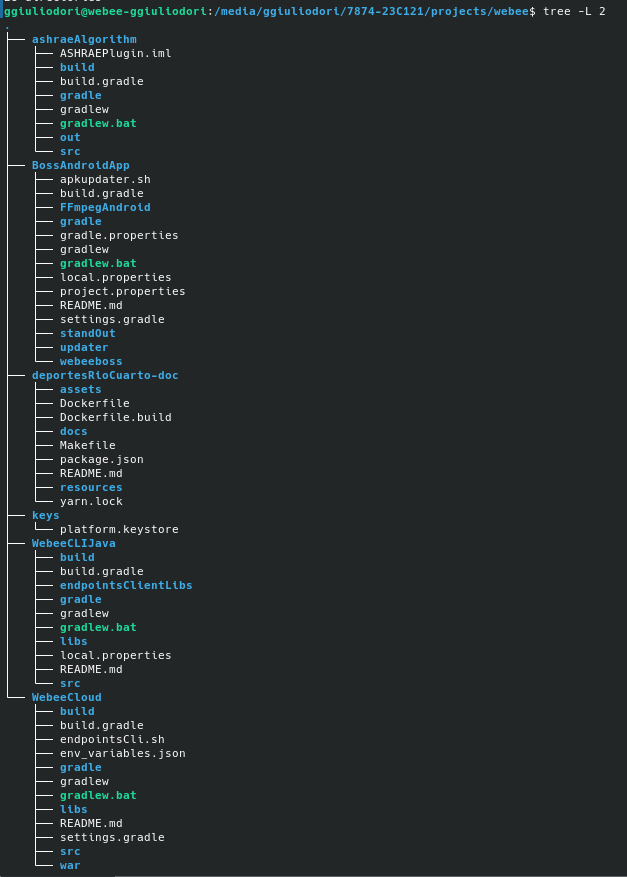 ggiuliodori@webee-ggiuliodori:/media/ggiuliodori/7874-23C121/projects/webee$ tree -L 2
.
├── ashraeAlgorithm
│   ├── ASHRAEPlugin.iml
│   ├── build
│   ├── build.gradle
│   ├── gradle
│   ├── gradlew
│   ├── gradlew.bat
│   ├── out
│   └── src
├── BossAndroidApp
│   ├── apkupdater.sh
│   ├── build.gradle
│   ├── FFmpegAndroid
│   ├── gradle
│   ├── gradle.properties
│   ├── gradlew
│   ├── gradlew.bat
│   ├── local.properties
│   ├── project.properties
│   ├── README.md
│   ├── settings.gradle
│   ├── standOut
│   ├── updater
│   └── webeeboss
├── deportesRioCuarto-doc
│   ├── assets
│   ├── Dockerfile
│   ├── Dockerfile.build
│   ├── docs
│   ├── Makefile
│   ├── package.json
│   ├── README.md
│   ├── resources
│   └── yarn.lock
├── keys
│   └── platform.keystore
├── WebeeCLIJava
│   ├── build
│   ├── build.gradle
│   ├── endpointsClientLibs
│   ├── gradle
│   ├── gradlew
│   ├── gradlew.bat
│   ├── libs
│   ├── local.properties
│   ├── README.md
│   └── src
└── WebeeCloud
    ├── build
    ├── build.gradle
    ├── endpointsCli.sh
    ├── env_variables.json
    ├── gradle
    ├── gradlew
    ├── gradlew.bat
    ├── libs
    ├── README.md
    ├── settings.gradle
    ├── src
    └── war